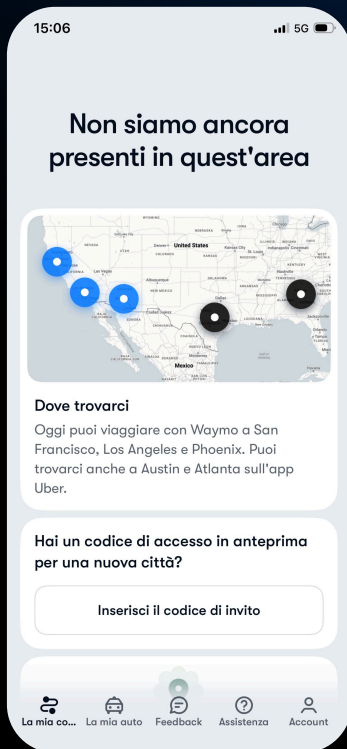 15:06
5G
Non siamo ancora
presenti in quest'area
United States
Mexico
Dove trovarci
Oggi puoi viaggiare con Waymo a San
Francisco, Los Angeles e Phoenix. Puoi
trovarci anche a Austin e Atlanta sull'app
Uber.
Hai un codice di accesso in anteprima
per una nuova città?
Inserisci il codice di invito
La mia co...
La mia auto
Feedback
Assistenza
Account